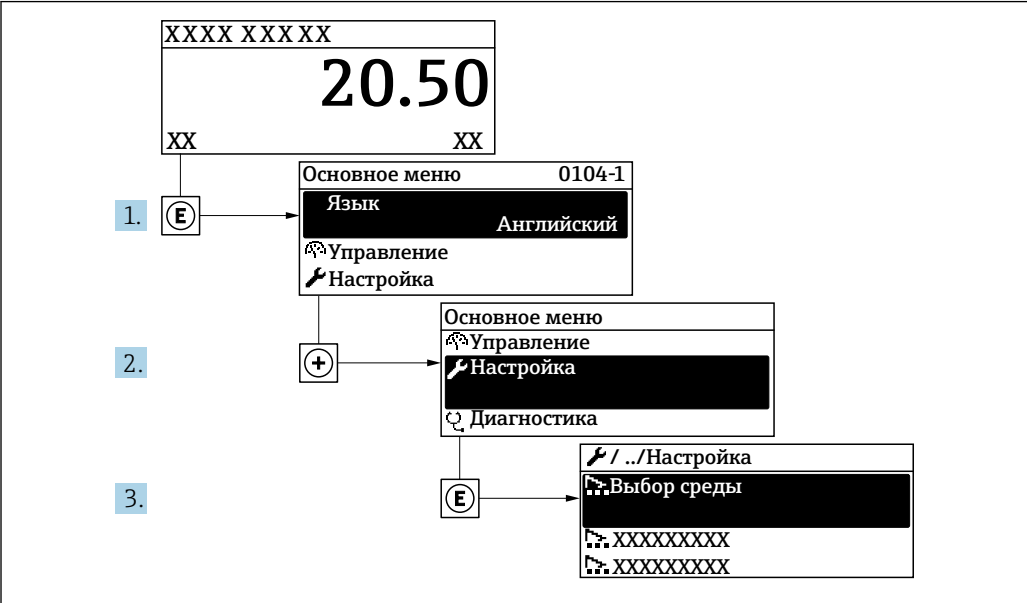 XXXX XXXXX
20.50
XX XX
Основное меню 0104-1
1. E Язык
Английский
Управление
Настройка
Основное меню
2. + Управление
Настройка
Диагностика
/ ../Настройка
3. E Выбор среды
XXXXXXXXX
XXXXXXXXX